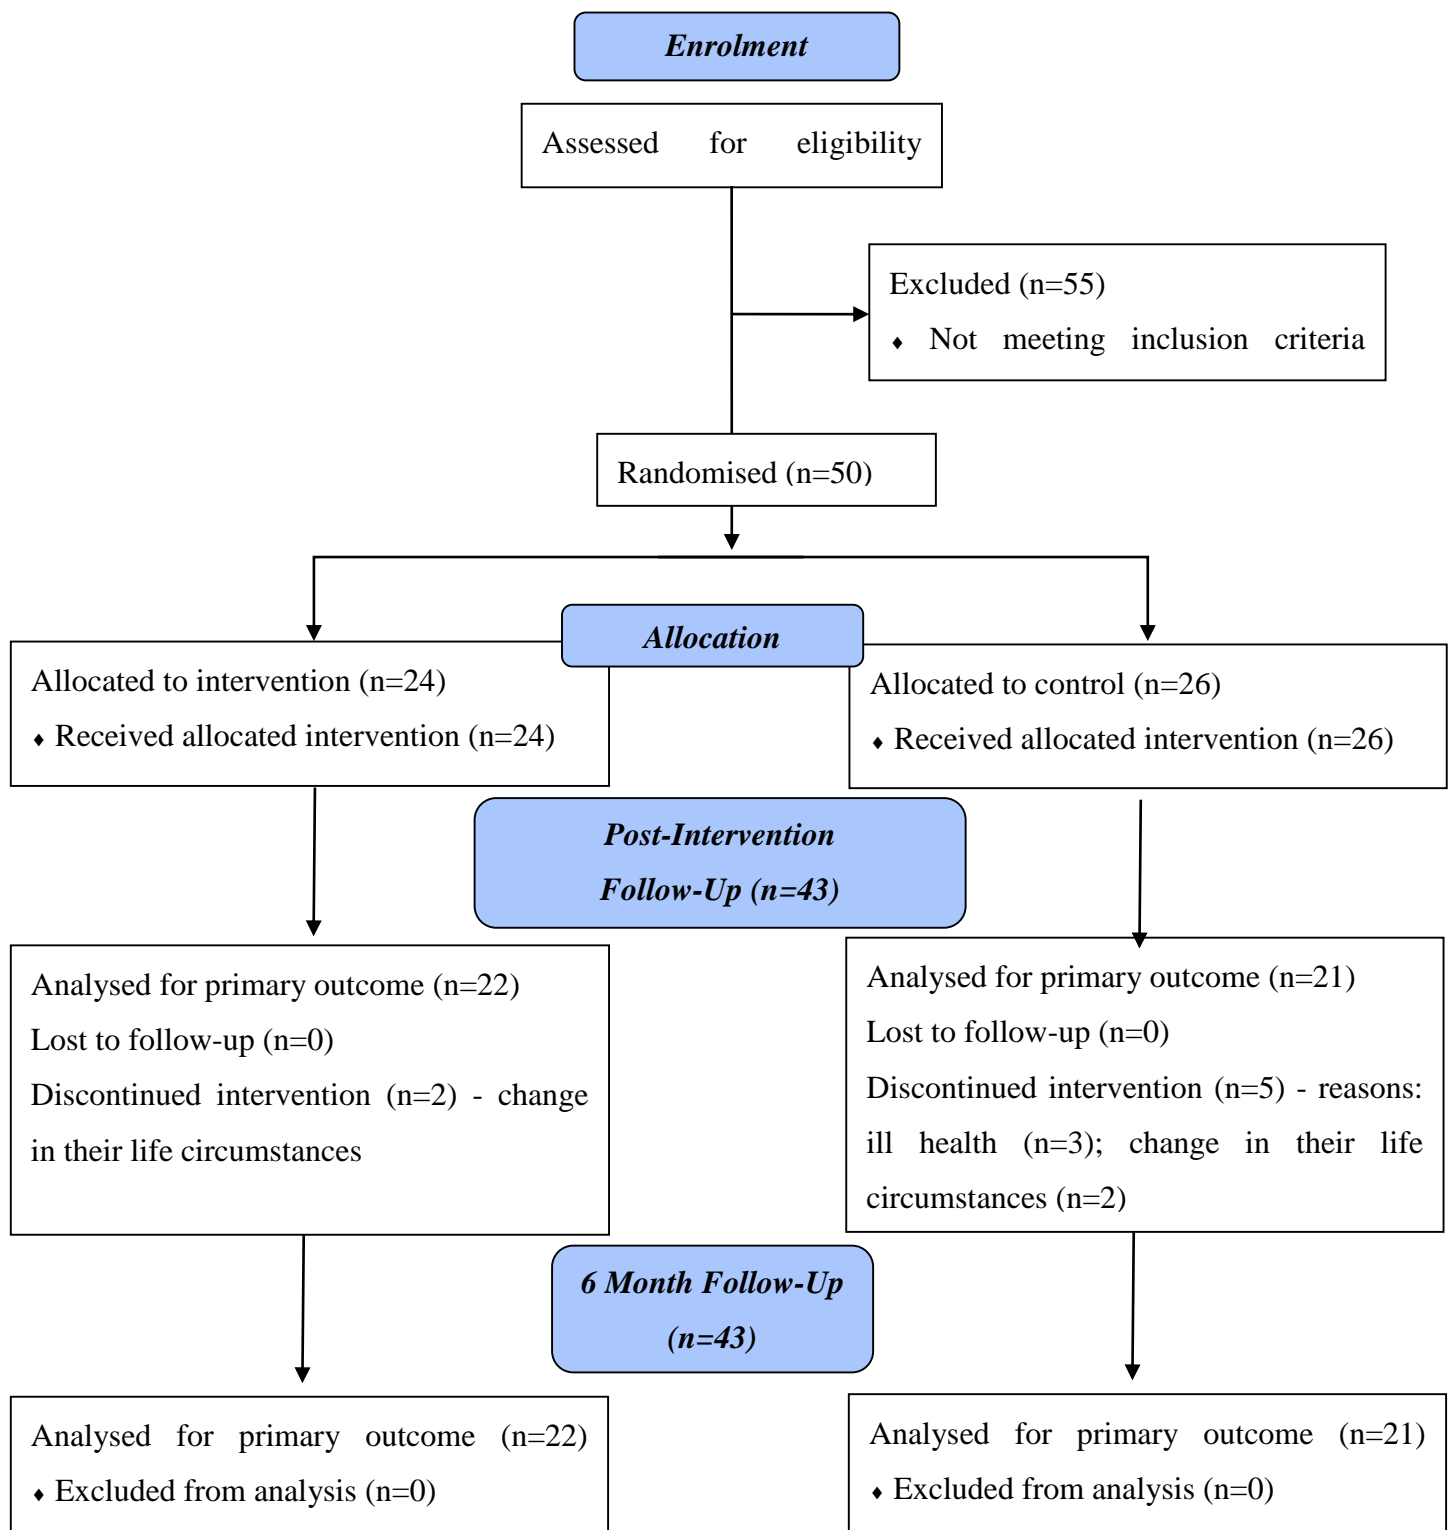 Enrolment
Assessed for eligibility
Excluded (n=55)
♦ Not meeting inclusion criteria
Randomised (n=50)
Allocation
Allocated to intervention (n=24)
♦ Received allocated intervention (n=24)
Allocated to control (n=26)
♦ Received allocated intervention (n=26)
Post-Intervention
Follow-Up (n=43)
Analysed for primary outcome (n=22)
Lost to follow-up (n=0)
Discontinued intervention (n=2) - change
in their life circumstances
Analysed for primary outcome (n=21)
Lost to follow-up (n=0)
Discontinued intervention (n=5) - reasons:
ill health (n=3); change in their life
circumstances (n=2)
6 Month Follow-Up
(n=43)
Analysed for primary outcome (n=22)
♦ Excluded from analysis (n=0)
Analysed for primary outcome (n=21)
♦ Excluded from analysis (n=0)